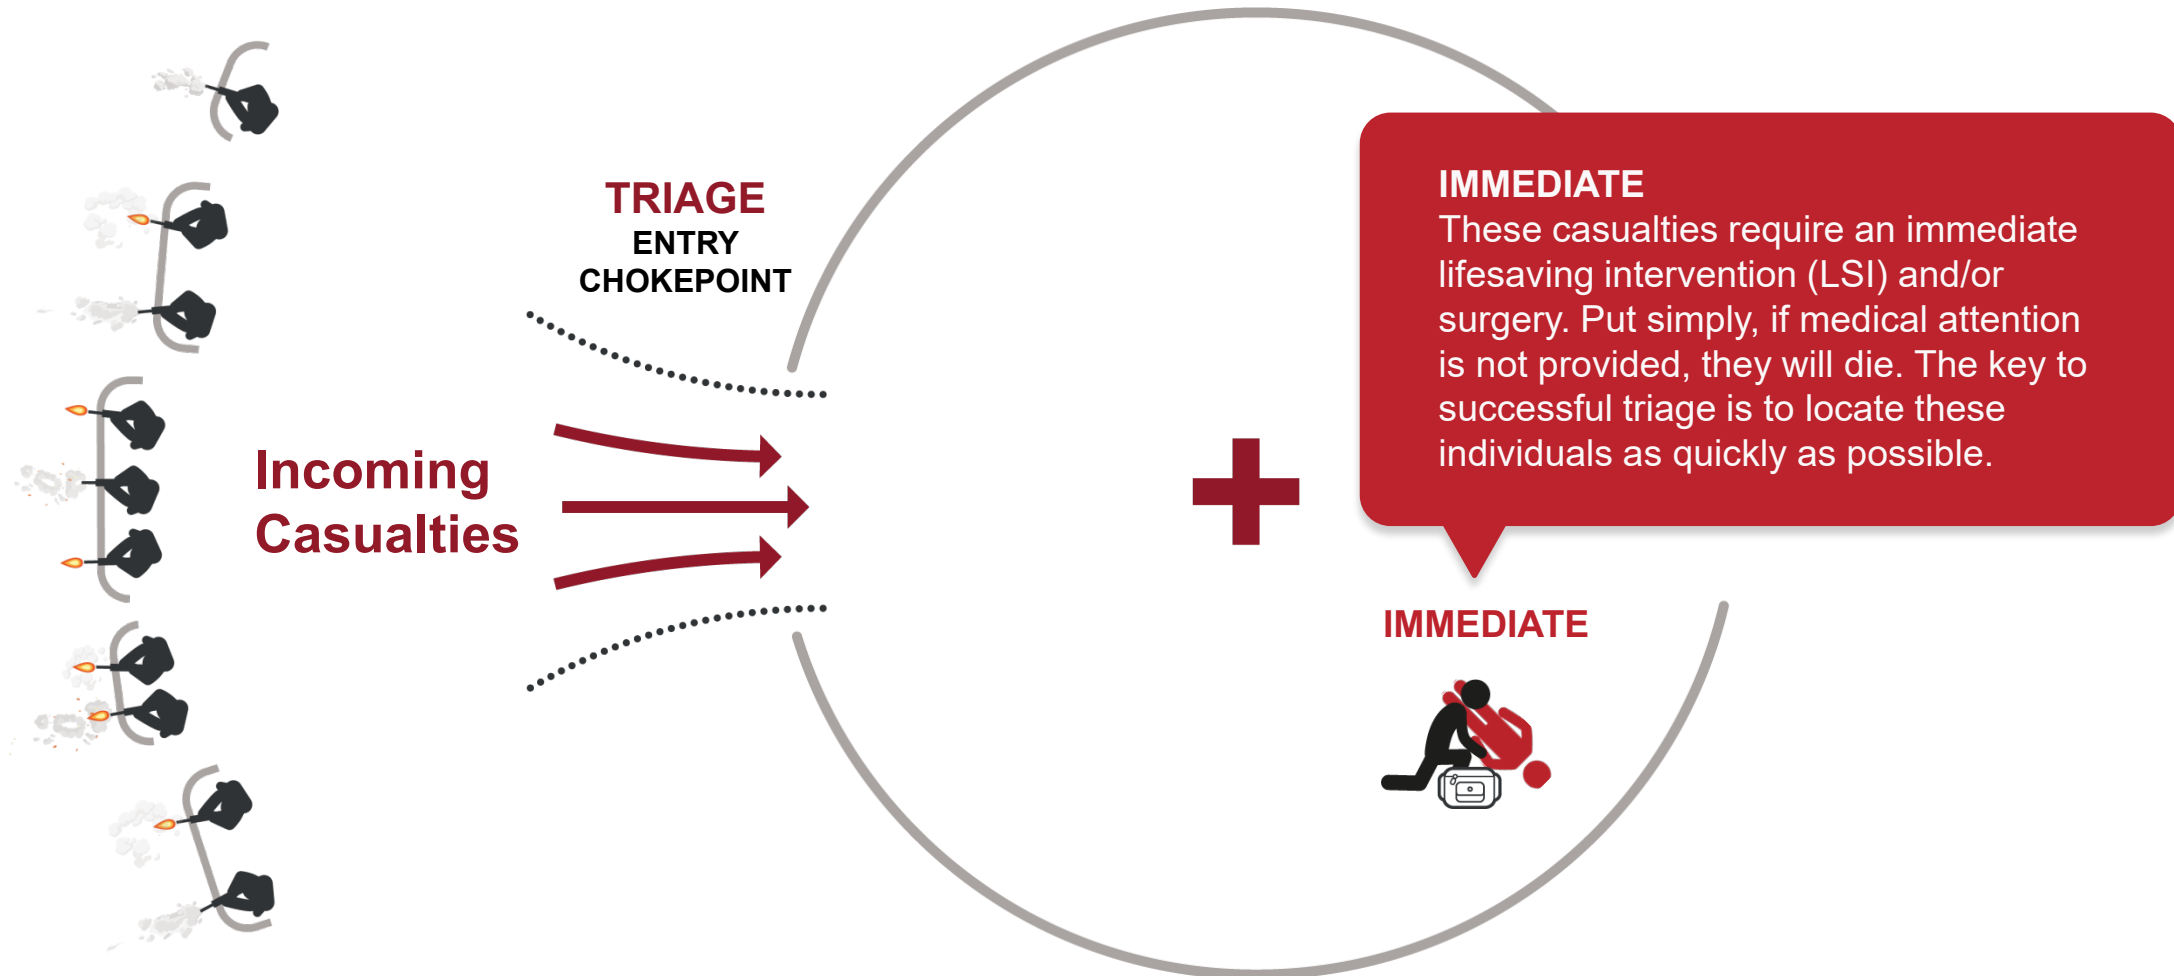 TRIAGE
ENTRY
CHOKEPOINT
Incoming
Casualties
IMMEDIATE
These casualties require an immediate
lifesaving intervention (LSI) and/or
surgery. Put simply, if medical attention
is not provided, they will die. The key to
successful triage is to locate these
individuals as quickly as possible.
IMMEDIATE